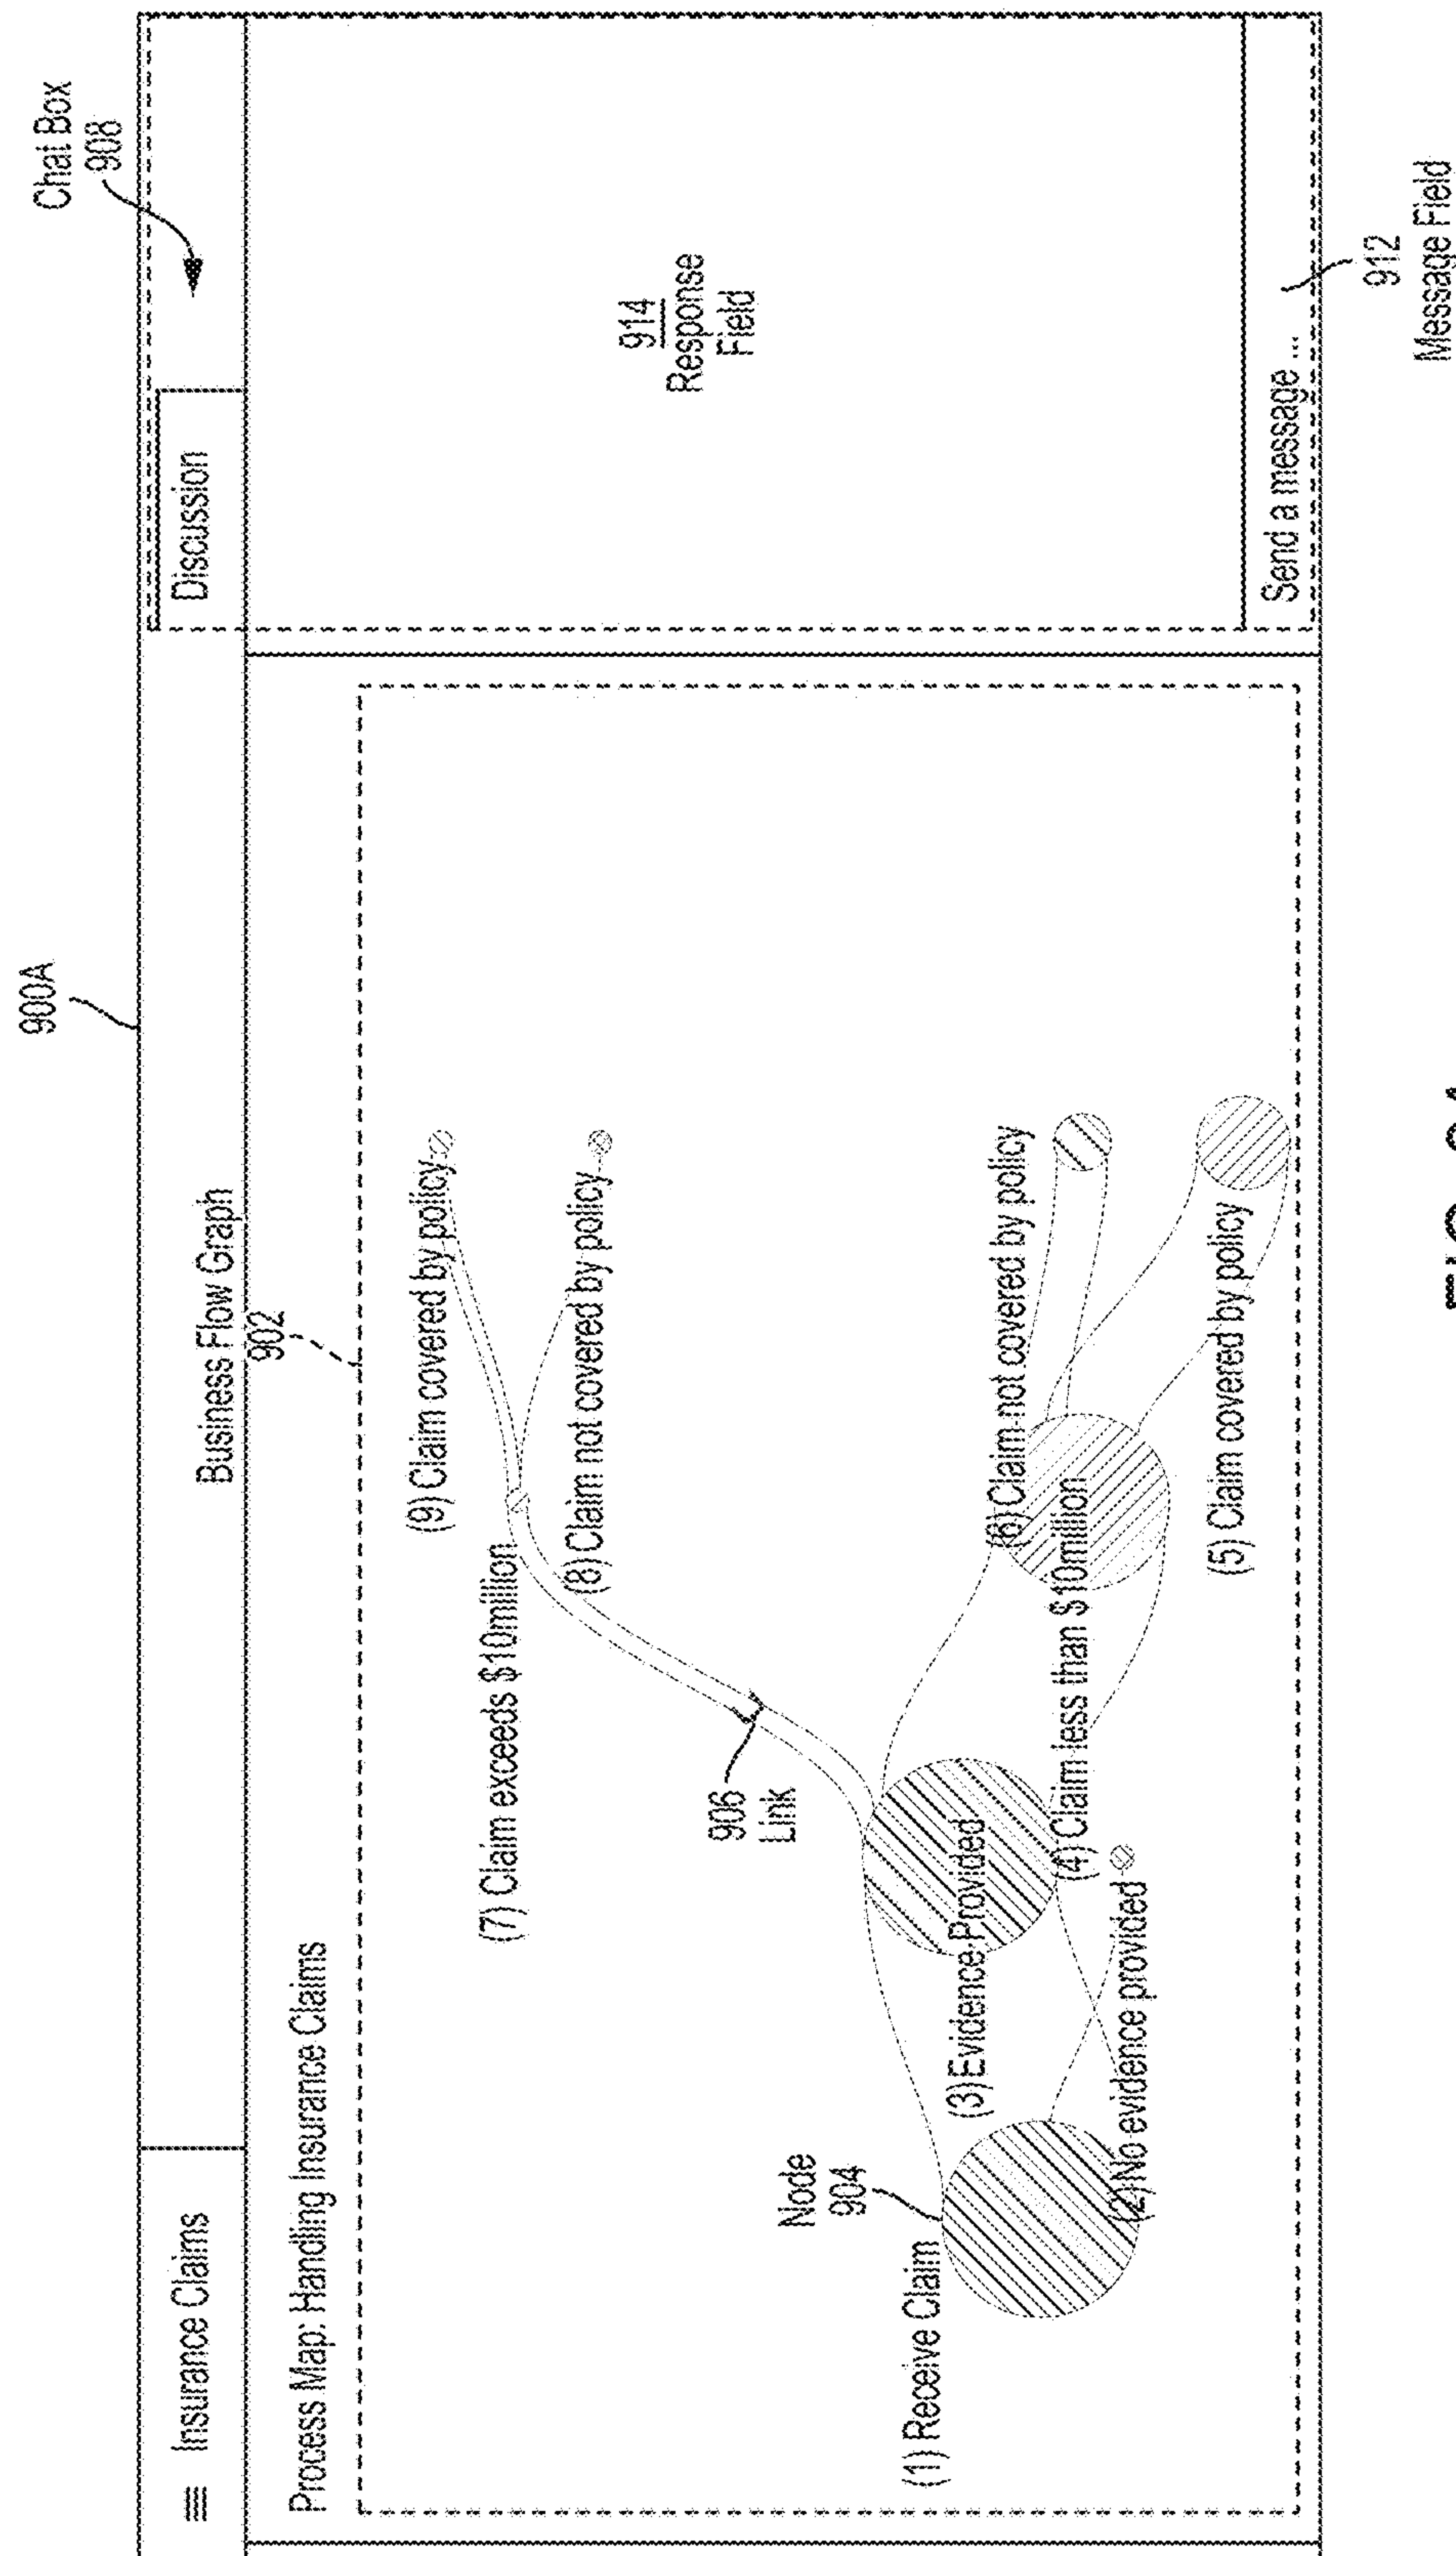 900A
Chat Box
908
Insurance Claims
Business Flow Graph
Discussion
902
Process Map: Handling Insurance Claims
(9) Claim covered by policy
(7) Claim exceeds $10million
(8) Claim not covered by policy
906
Link
Node
904
(1) Receive Claim
(3) Evidence Provided
(6) Claim not covered by policy
(4) Claim less than $10million
(2) No evidence provided
(5) Claim covered by policy
914
Response
Field
Send a message ...
912
Message Field